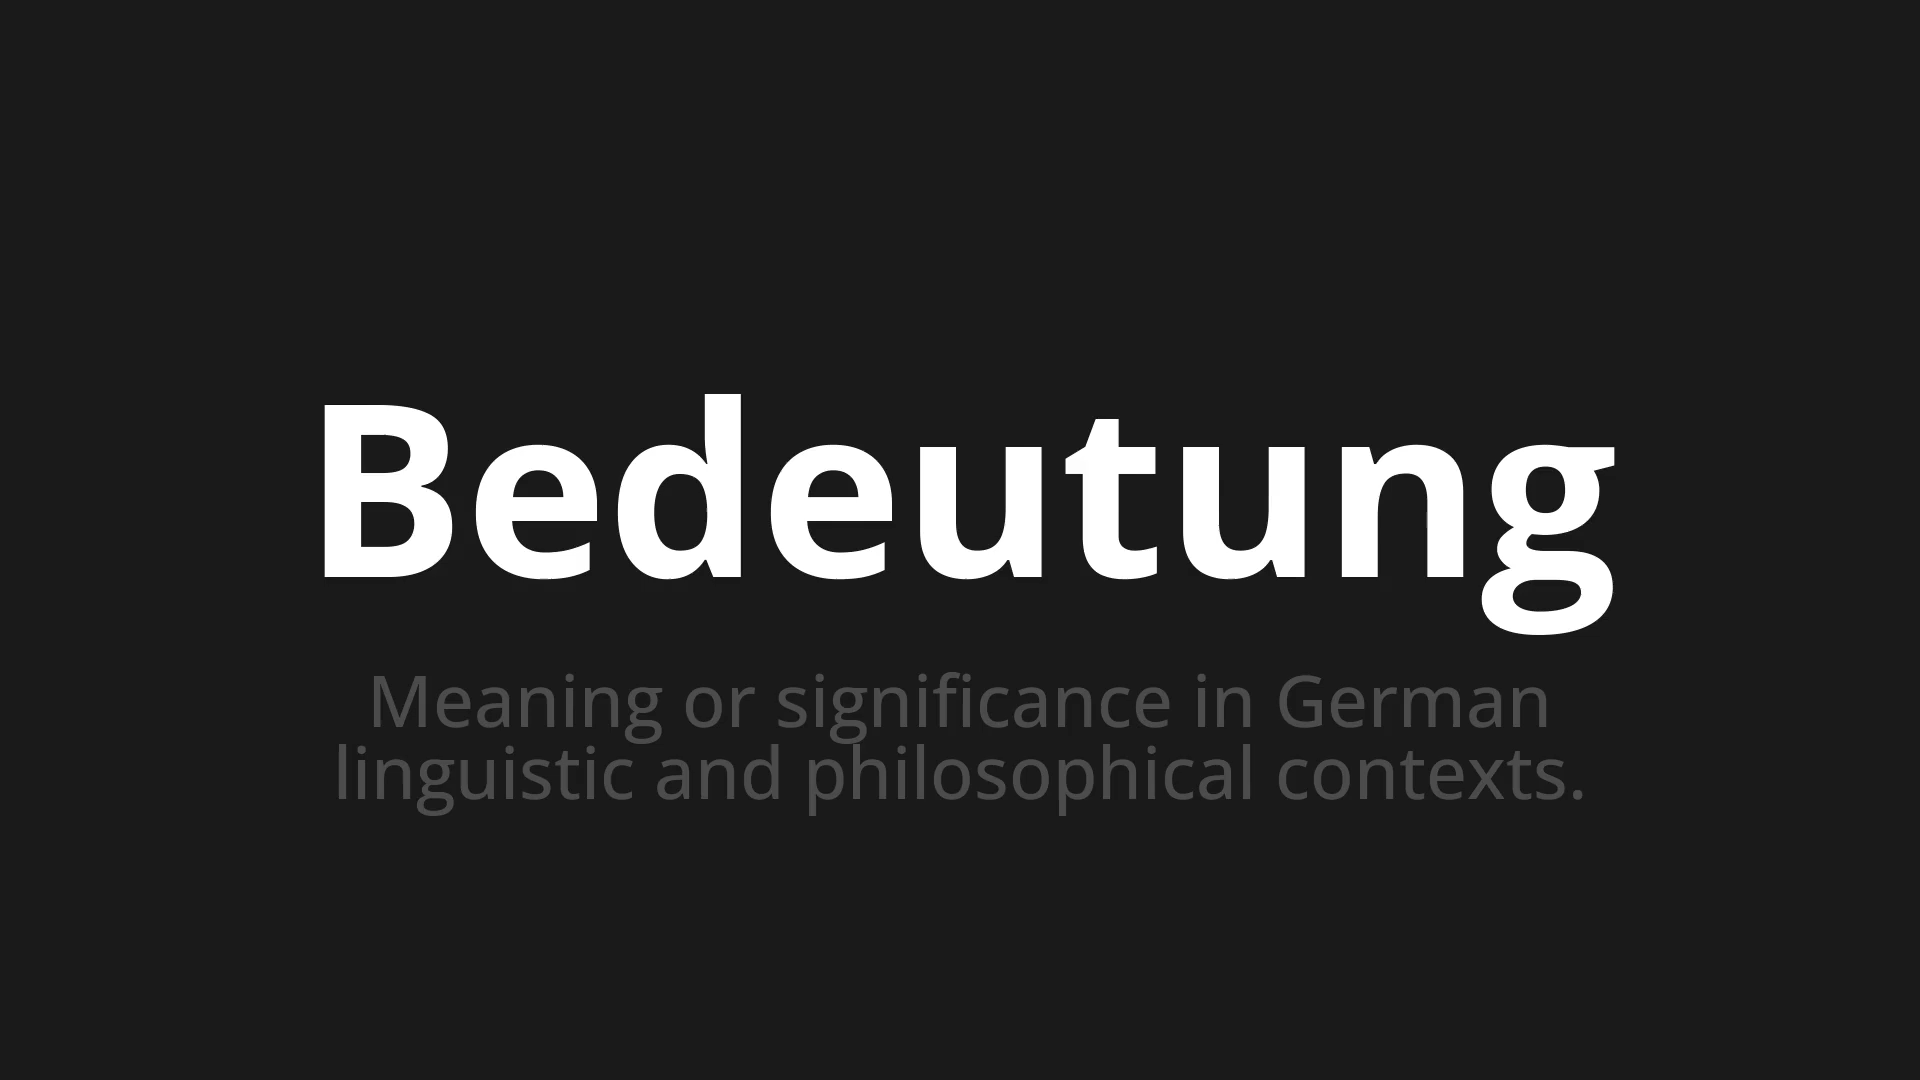 Bedeutung
Meaning or significance in German
linguistic and philosophical contexts.